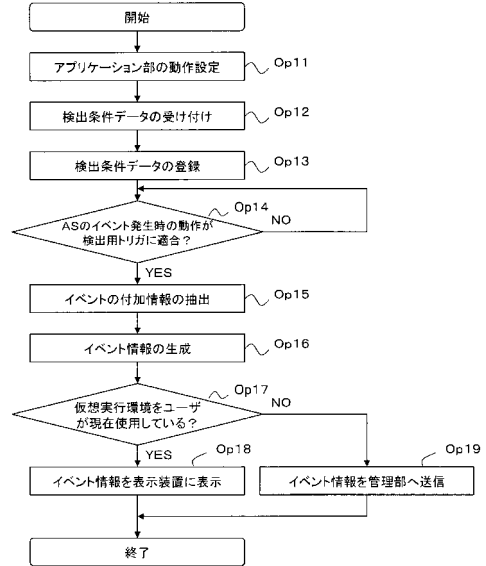 開始
アプリケーション部の動作設定
Op11
検出条件データの受け付け
Op12
検出条件データの登録
Op13
Op14
ASのイベント発生時の動作が
検出用トリガに適合？
NO
YES
イベントの付加情報の抽出
Op15
イベント情報の生成
Op16
Op17
仮想実行環境をユーザ
が現在使用している？
NO
YES
Op18
Op19
イベント情報を表示装置に表示
イベント情報を管理部へ送信
終了